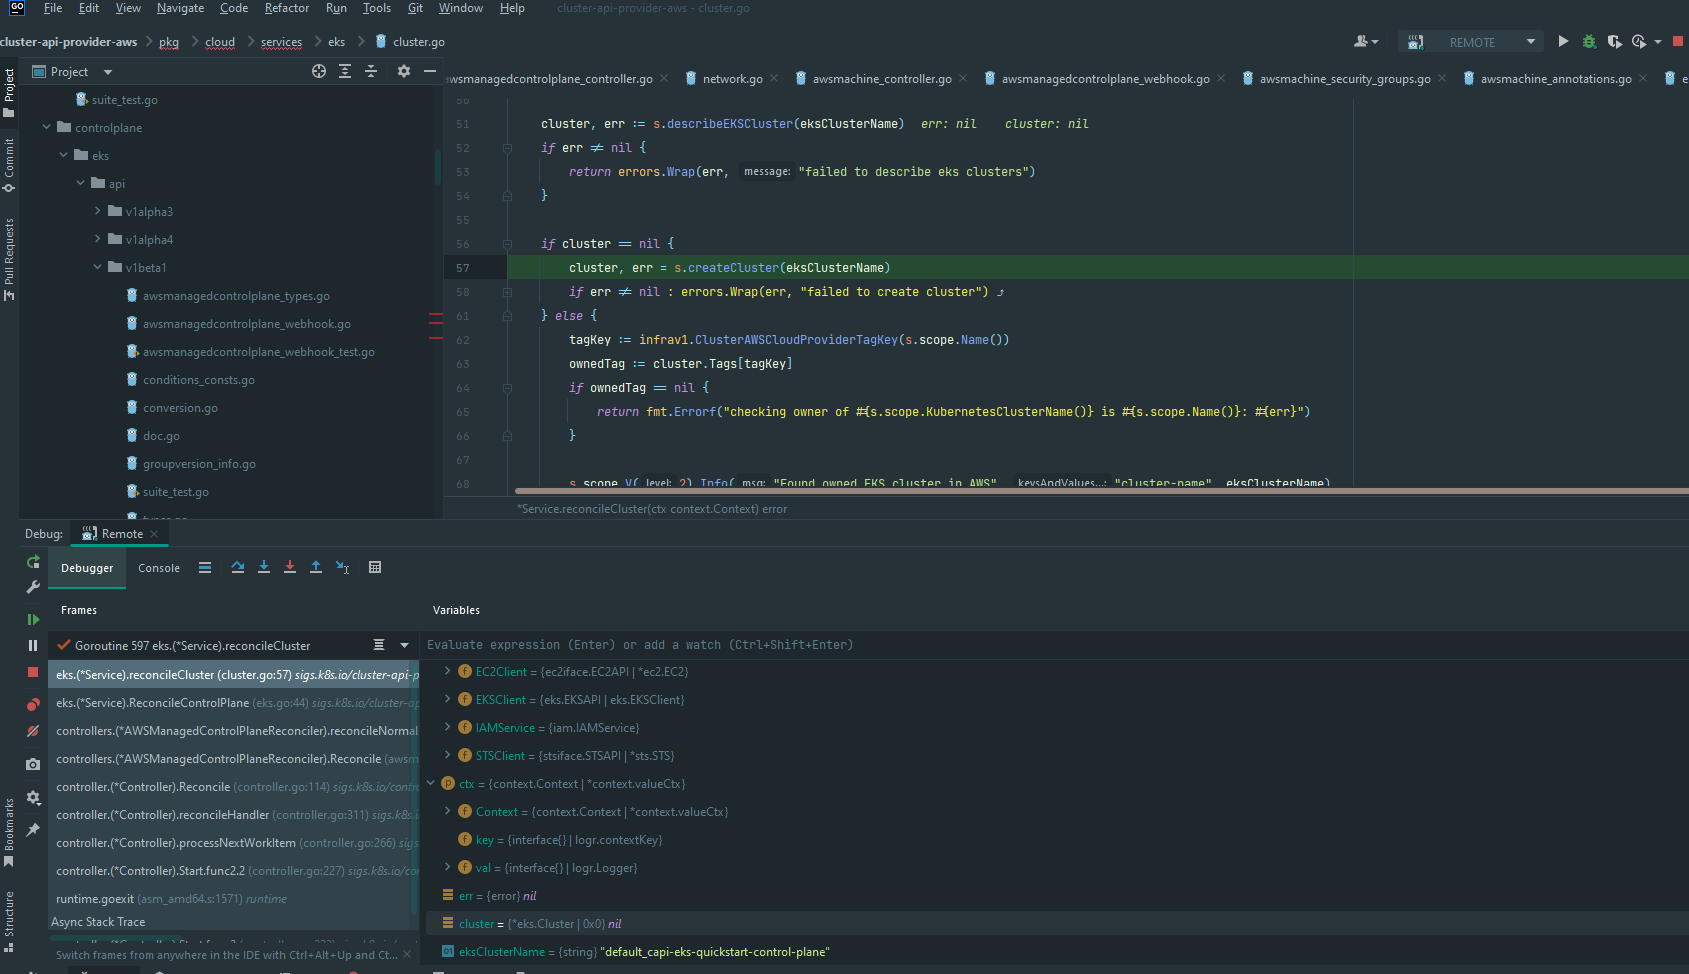 GO File Edit View Navigate Code Refactor Run Tools Git Window Help cluster-api-provider-aws - cluster.go
cluster-api-provider-aws pkg cloud services eks cluster.go REMOTE
Project
wsmanagedcontrolplane_controller.go network.go awsmachine_controller.go awsmanagedcontrolplane_webhook.go awsmachine_security_groups.go awsmachine_annotations.go e
Project
Commit
Pull Requests
Bookmarks
Structure
suite_test.go
controlplane
eks
api
v1alpha3
v1alpha4
v1beta1
awsmanagedcontrolplane_types.go
awsmanagedcontrolplane_webhook.go
awsmanagedcontrolplane_webhook_test.go
conditions_consts.go
conversion.go
doc.go
groupversion_info.go
suite_test.go
types.go
50
51 cluster, err := s.describeEKSCluster(eksClusterName) err: nil cluster: nil
52 if err ≠ nil {
53 return errors.Wrap(err, message: "failed to describe eks clusters")
54 }
55
56 if cluster == nil {
57 cluster, err = s.createCluster(eksClusterName)
58 if err ≠ nil : errors.Wrap(err, "failed to create cluster")
61 } else {
62 tagKey := infrav1.ClusterAWSCloudProviderTagKey(s.scope.Name())
63 ownedTag := cluster.Tags[tagKey]
64 if ownedTag == nil {
65 return fmt.Errorf("checking owner of #{s.scope.KubernetesClusterName()} is #{s.scope.Name()}: #{err}")
66 }
67
68 s.scope.V( level: 2).Info( msg: "Found owned EKS cluster in AWS", keysAndValues...: "cluster-name", eksClusterName)
*Service.reconcileCluster(ctx context.Context) error
Debug: Remote
Debugger Console
Frames
Goroutine 597 eks.(*Service).reconcileCluster
eks.(*Service).reconcileCluster (cluster.go:57) sigs.k8s.io/cluster-api-p
eks.(*Service).ReconcileControlPlane (eks.go:44) sigs.k8s.io/cluster-ap
controllers.(*AWSManagedControlPlaneReconciler).reconcileNormal
controllers.(*AWSManagedControlPlaneReconciler).Reconcile (awsm
controller.(*Controller).Reconcile (controller.go:114) sigs.k8s.io/contro
controller.(*Controller).reconcileHandler (controller.go:311) sigs.k8s.i
controller.(*Controller).processNextWorkItem (controller.go:266) sigs
controller.(*Controller).Start.func2.2 (controller.go:227) sigs.k8s.io/con
runtime.goexit (asm_amd64.s:1571) runtime
Async Stack Trace
Switch frames from anywhere in the IDE with Ctrl+Alt+Up and Ct...
Variables
Evaluate expression (Enter) or add a watch (Ctrl+Shift+Enter)
EC2Client = {ec2iface.EC2API | *ec2.EC2}
EKSClient = {eks.EKSAPI | eks.EKSClient}
IAMService = {iam.IAMService}
STSClient = {stsiface.STSAPI | *sts.STS}
ctx = {context.Context | *context.valueCtx}
Context = {context.Context | *context.valueCtx}
key = {interface{} | logr.contextKey}
val = {interface{} | logr.Logger}
err = {error} nil
cluster = {*eks.Cluster | 0x0} nil
eksClusterName = {string} "default_capi-eks-quickstart-control-plane"